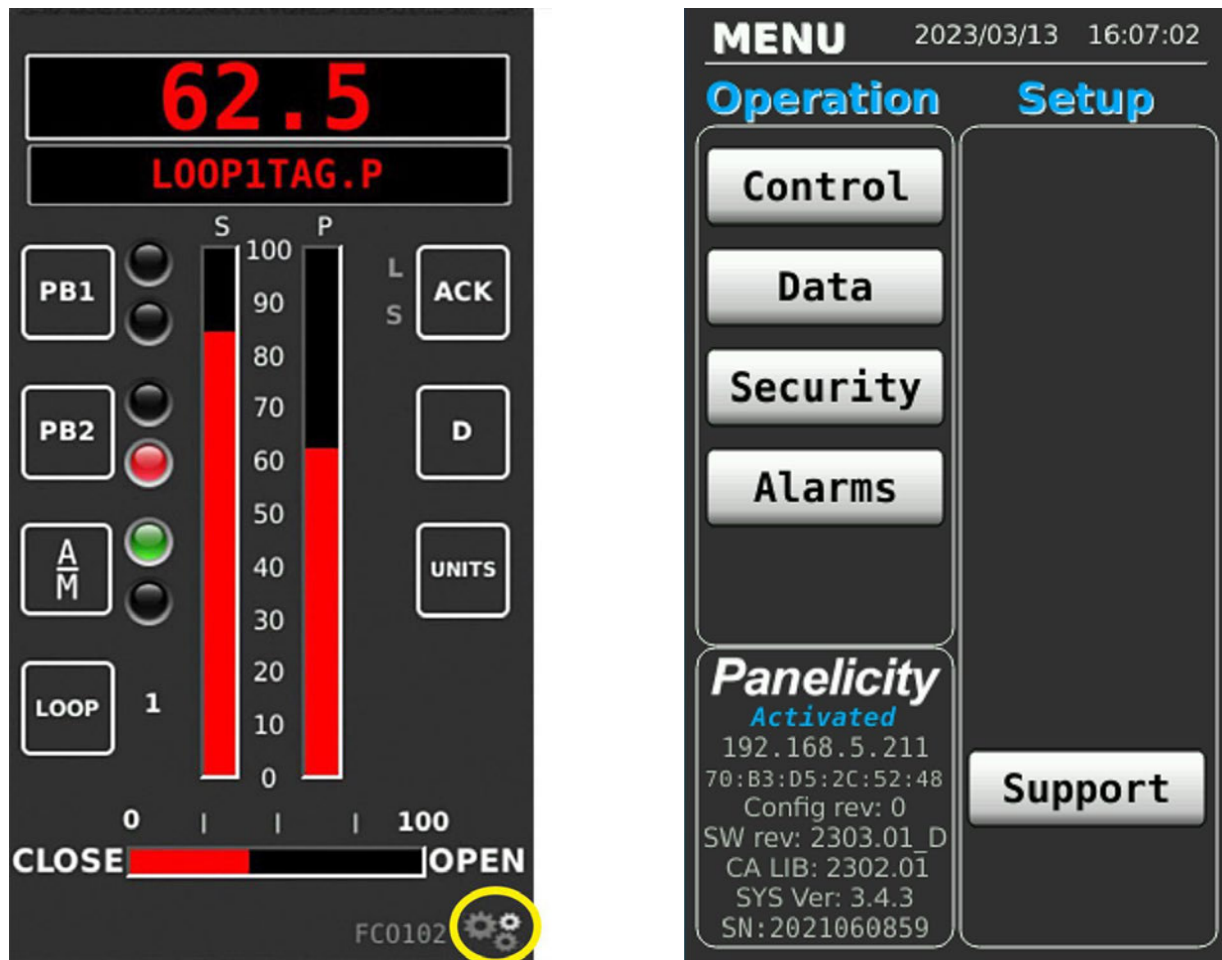 62.5
LOOP1TAG.P
S P
100
90
80
70
60
50
40
30
20
10
0
PB1
PB2
A
M
LOOP 1
L
S
ACK
D
UNITS
0 | | | 100
CLOSE OPEN
FCO102
MENU 2023/03/13 16:07:02
Operation Setup
Control
Data
Security
Alarms
Panelicity
Activated
192.168.5.211
70:B3:D5:2C:52:48
Config rev: 0
SW rev: 2303.01_D
CA LIB: 2302.01
SYS Ver: 3.4.3
SN:2021060859
Support